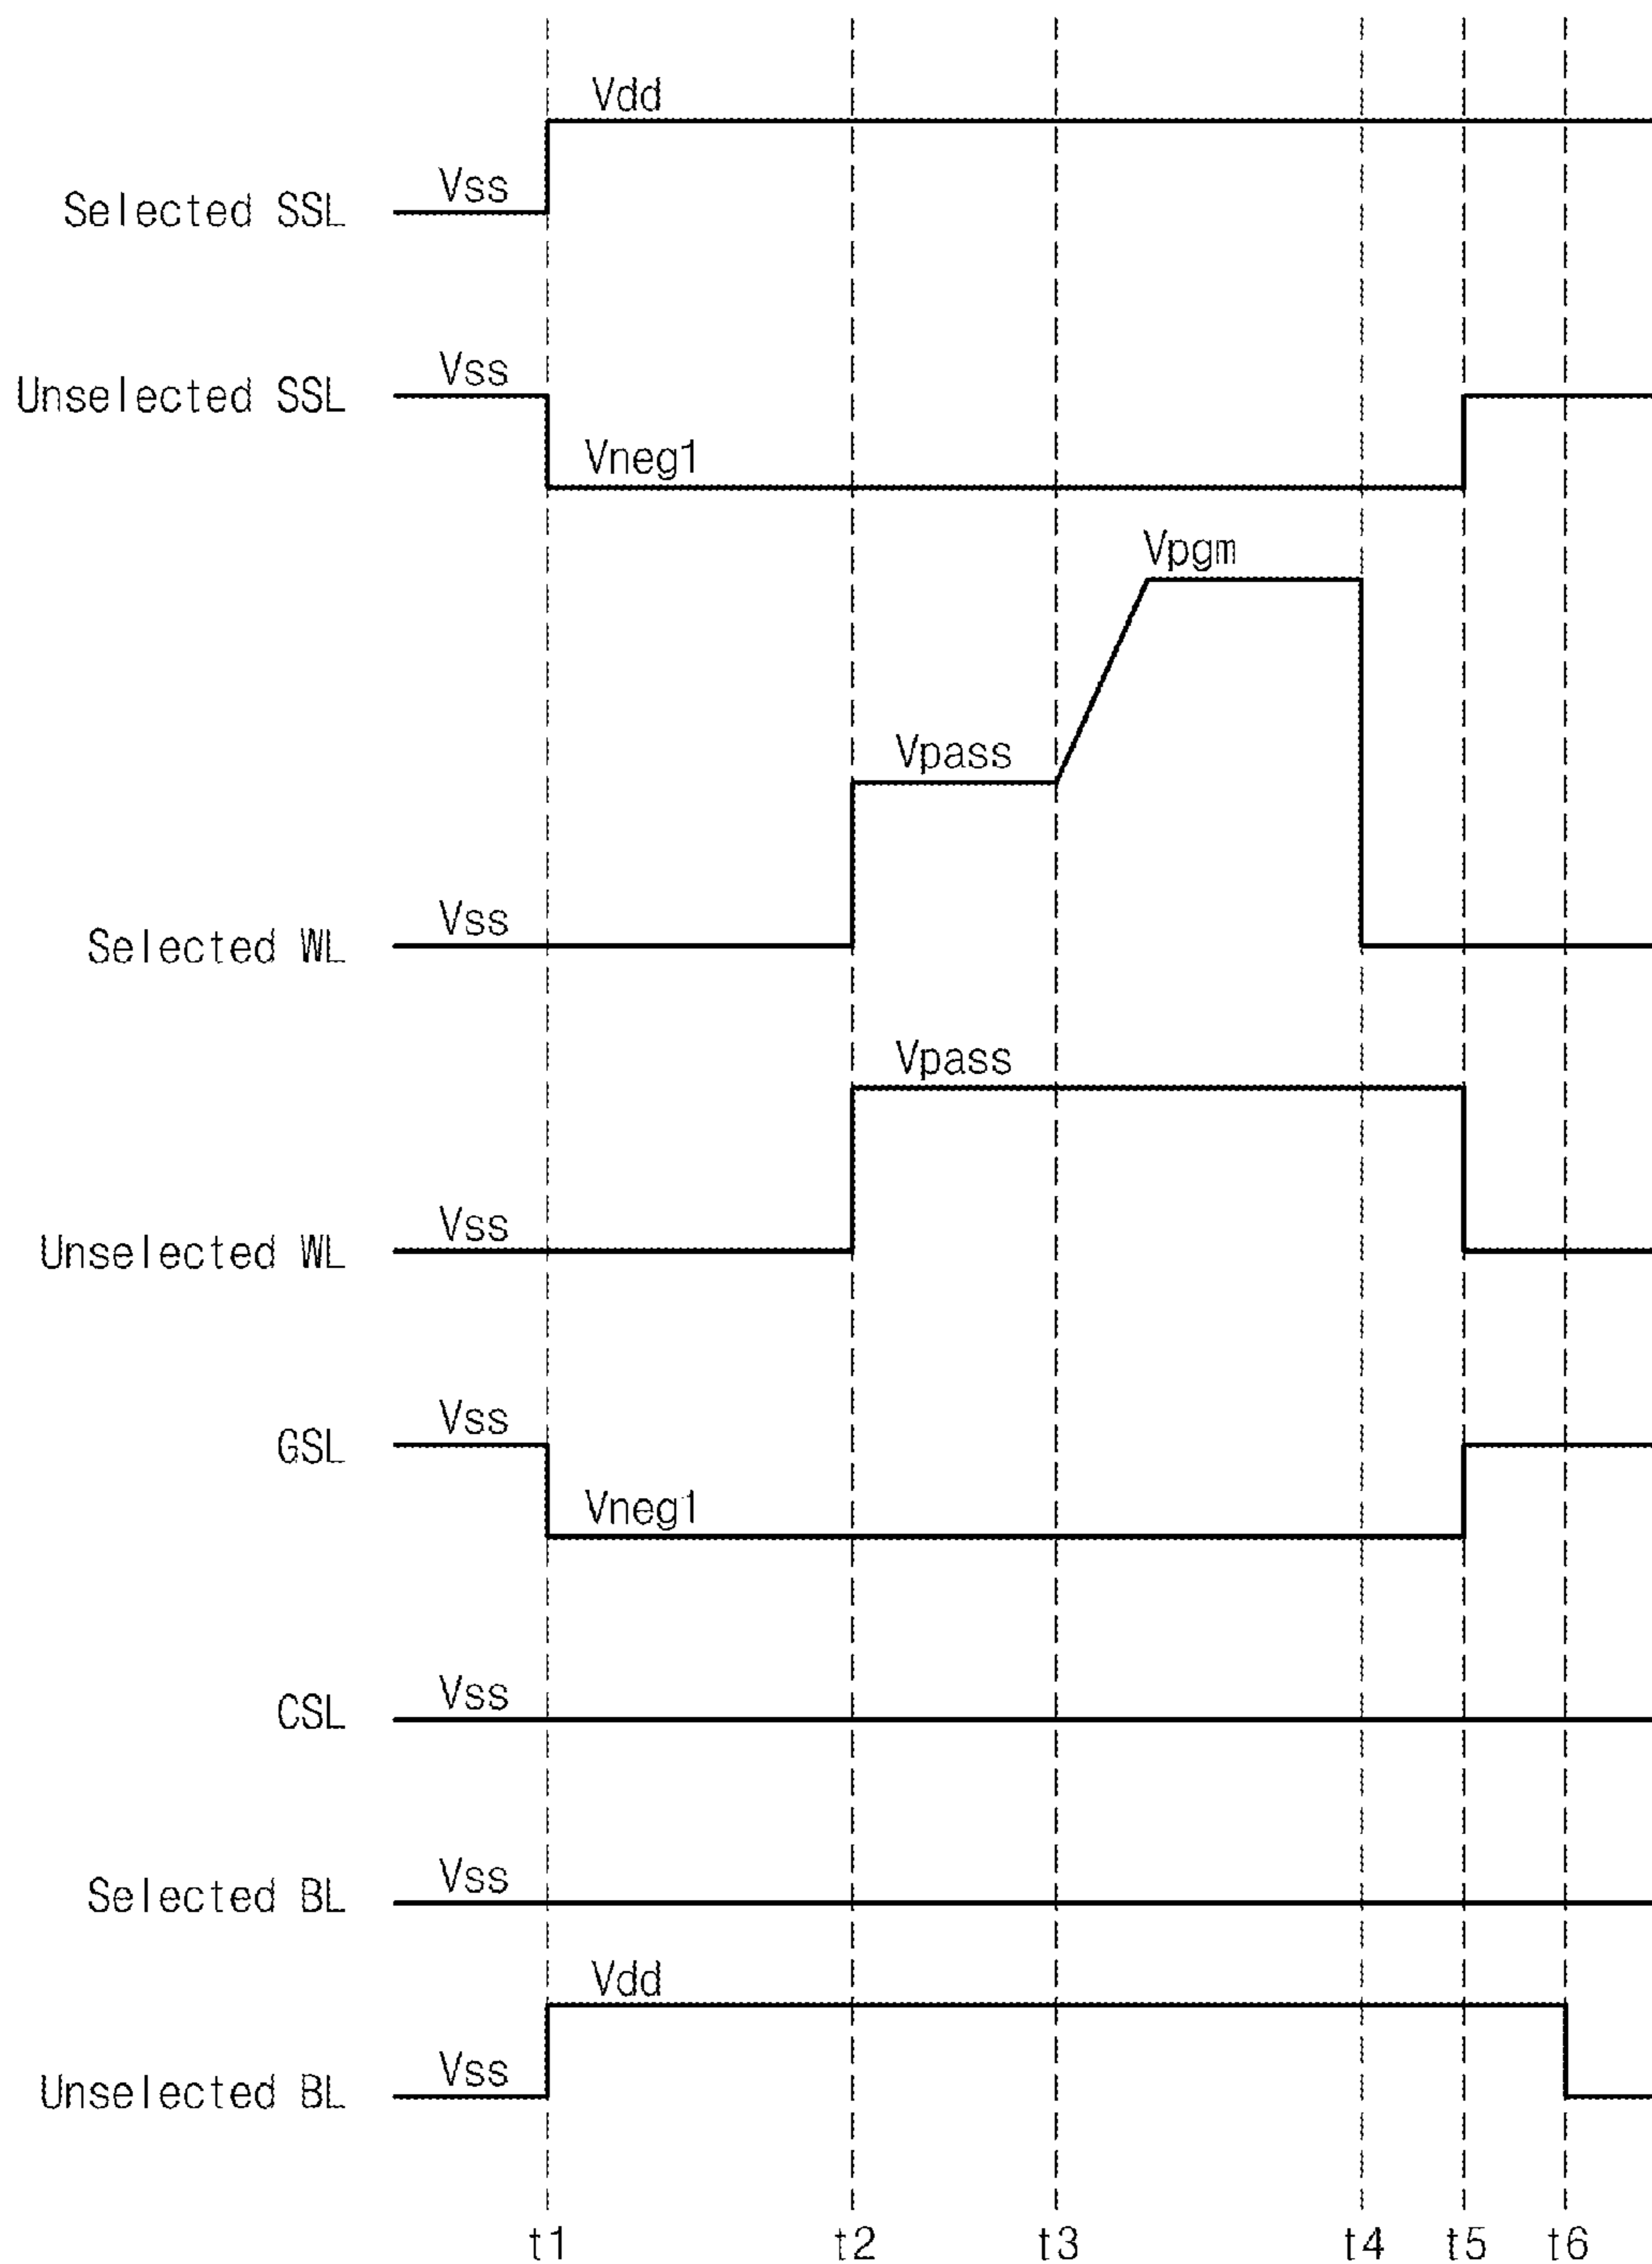 Vdd
Vss
Selected SSL
Vss
Unselected SSL
Vneg1
Vpgm
Vpass
Vss
Selected WL
Vpass
Vss
Unselected WL
Vss
GSL
Vneg1
Vss
CSL
Vss
Selected BL
Vdd
Vss
Unselected BL
t1 t2 t3 t4 t5 t6